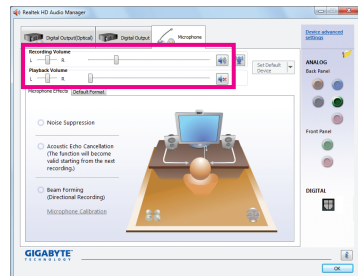 Realtek HD Audio Manager
Digital Output(Optical)
Digital Output
Microphone
Device advanced
settings
Recording Volume
L
R
Set Default
Device
Playback Volume
L
R
Microphone Effects
Default Format
Noise Suppression
Acoustic Echo Cancellation
(The function will become
valid starting from the next
recording.)
Beam Forming
(Directional Recording)
Microphone Calibration
ANALOG
Back Panel
Front Panel
DIGITAL
GIGABYTE
TECHNOLOGY
i
OK